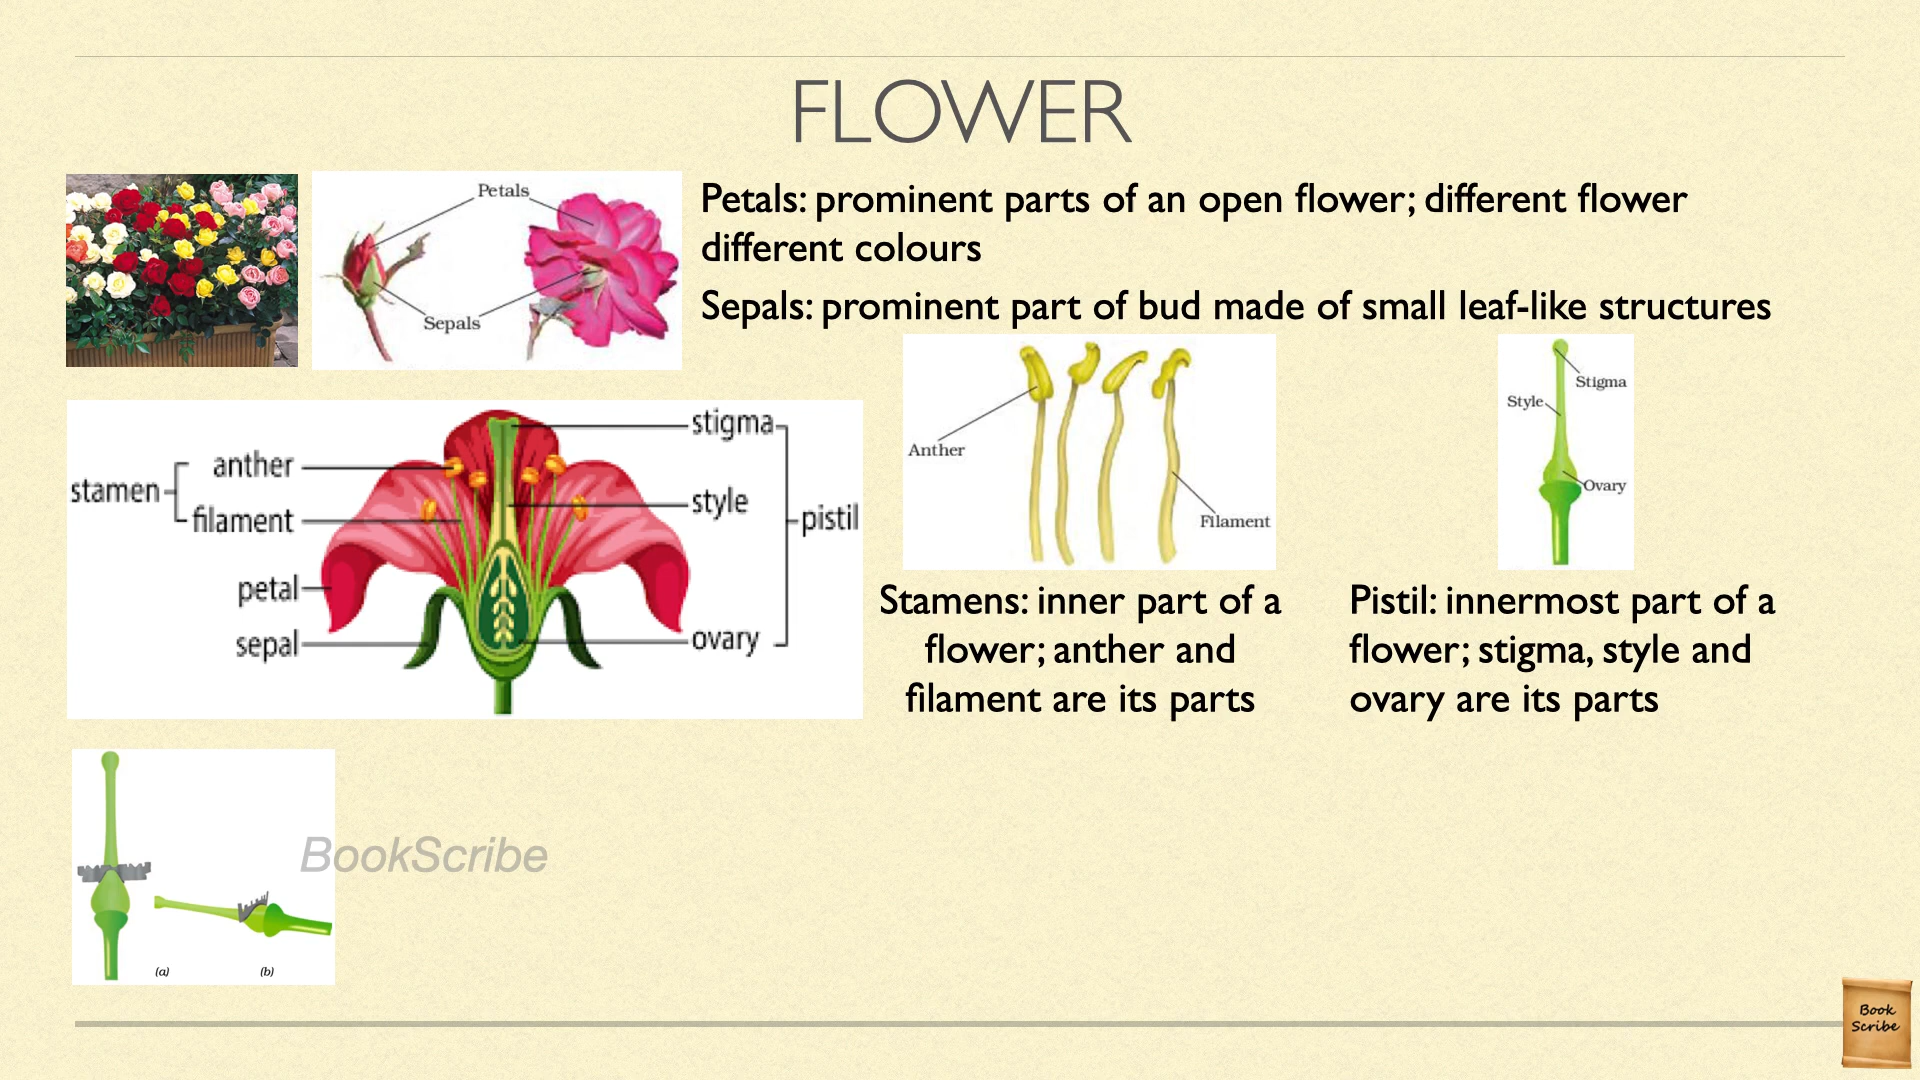 FLOWER
Petals
Sepals
Petals: prominent parts of an open flower; different flower
different colours
Sepals: prominent part of bud made of small leaf-like structures
stamen
anther
filament
petal
sepal
stigma
style
ovary
pistil
Anther
Filament
Stigma
Style
Ovary
Stamens: inner part of a
flower; anther and
filament are its parts
Pistil: innermost part of a
flower; stigma, style and
ovary are its parts
(a)
(b)
BookScribe
Book
Scribe